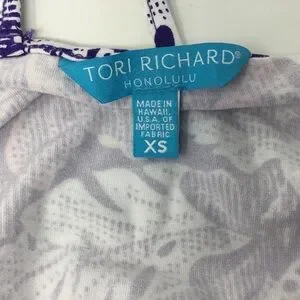 TORI RICHARD®
HONOLULU
MADE IN
HAWAII,
U.S.A. OF
IMPORTED
FABRIC
XS